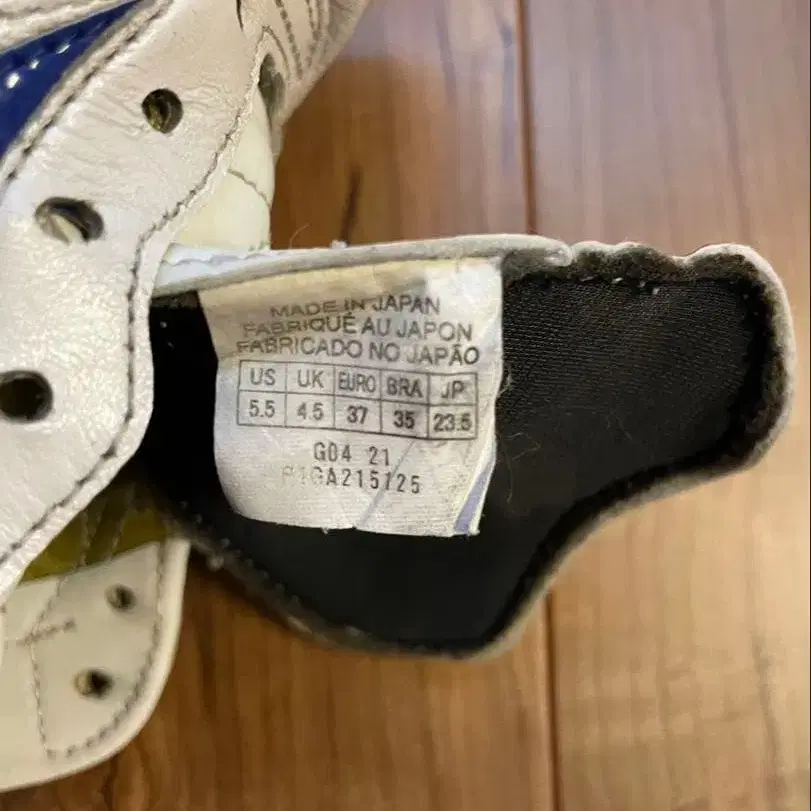 MADE IN JAPAN
FABRIQUÉ AU JAPON
FABRICADO NO JAPÃO
US UK EURO BRA JP
5.5 4.5 37 35 23.5
G04 21
P1GA215125